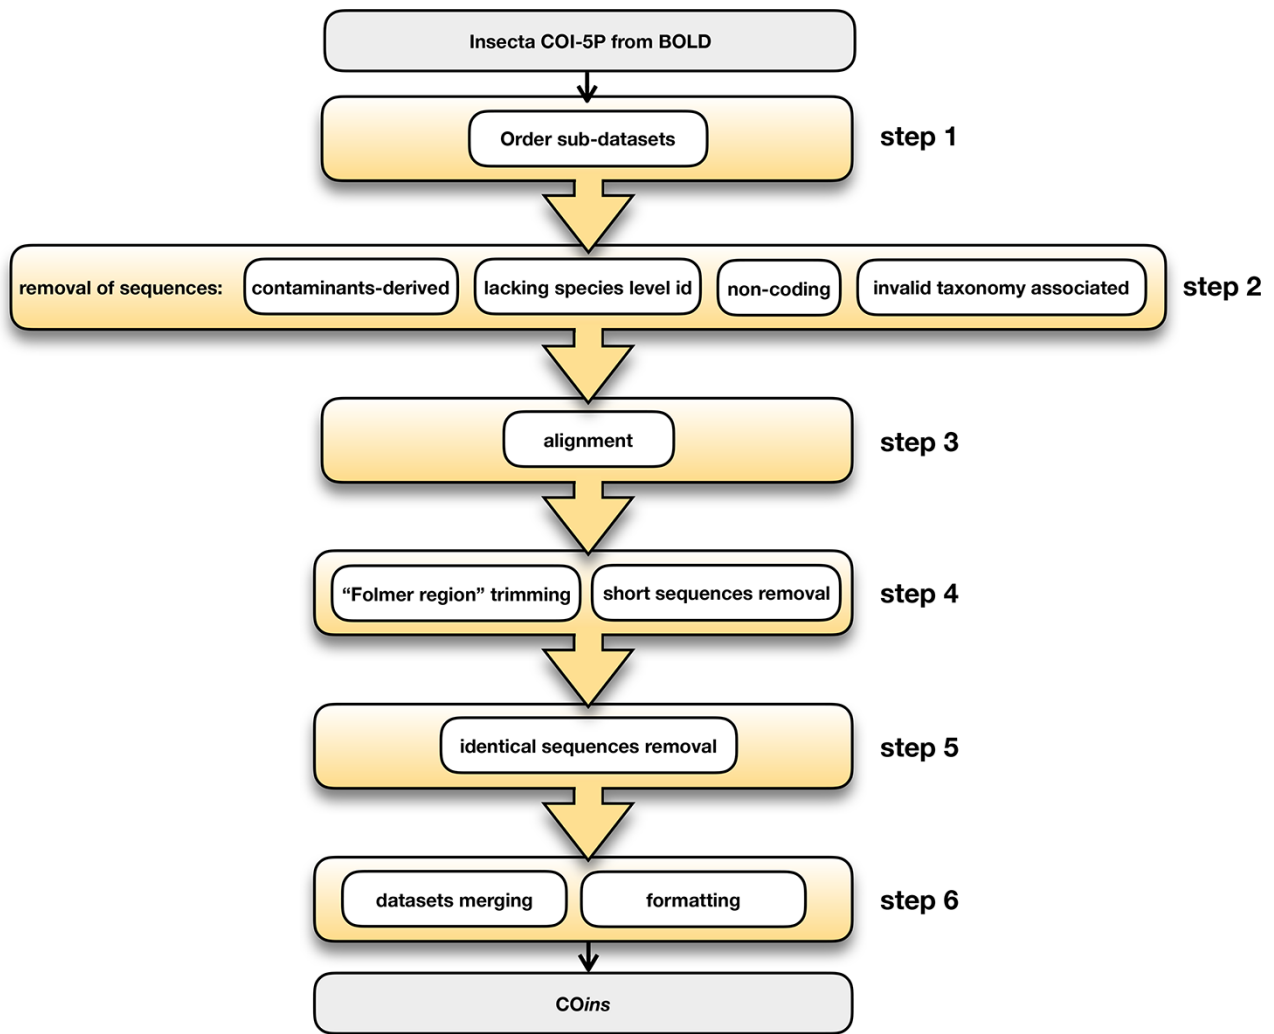 Insecta COI-5P from BOLD
Order sub-datasets
step 1
removal of sequences: contaminants-derived lacking species level id non-coding invalid taxonomy associated
step 2
alignment
step 3
“Folmer region” trimming short sequences removal
step 4
identical sequences removal
step 5
datasets merging formatting
step 6
COins